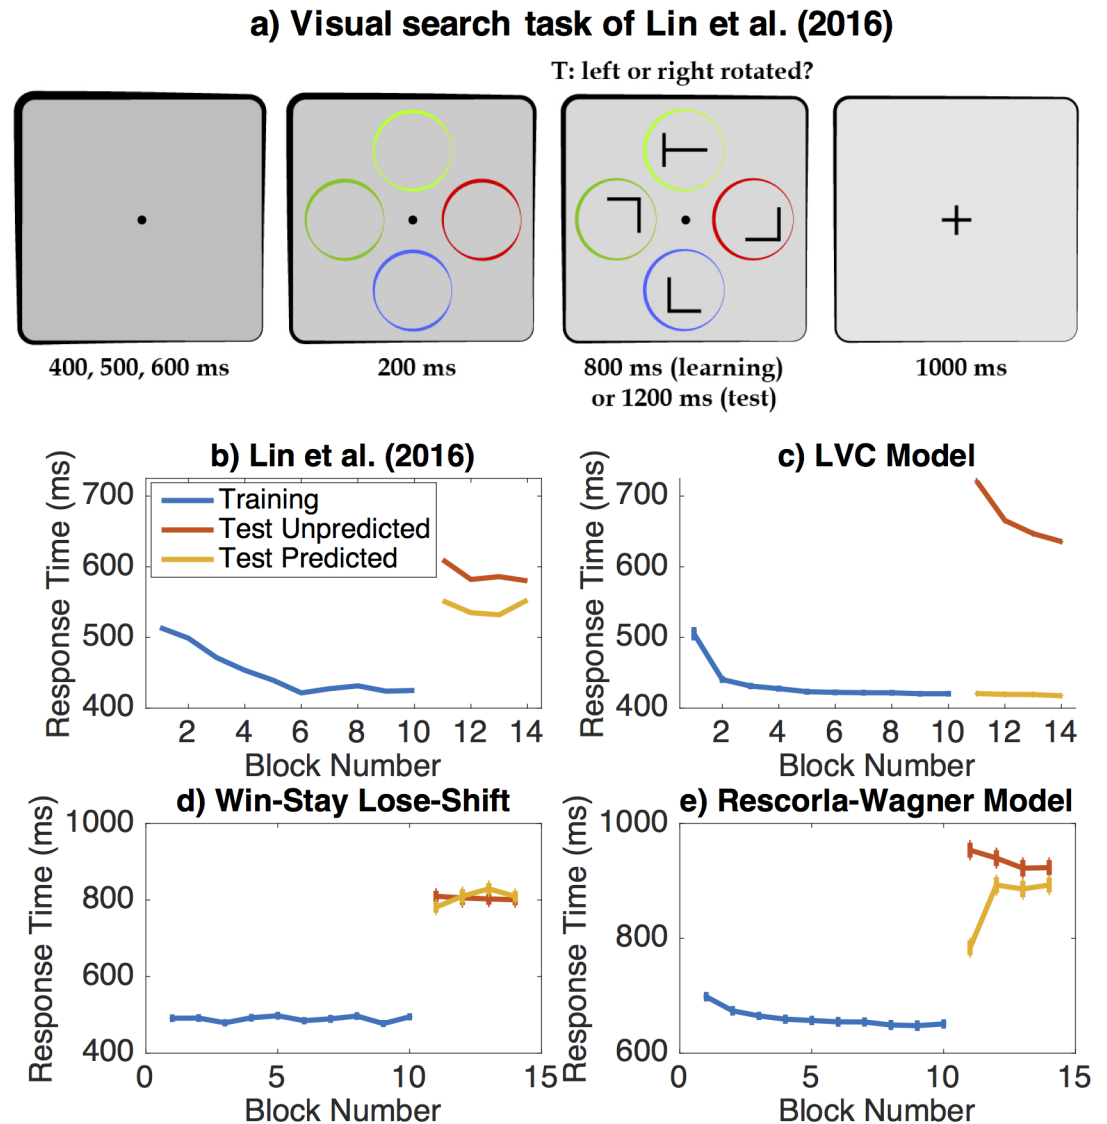 a) Visual search task of Lin et al. (2016)
T: left or right rotated?
400, 500, 600 ms
200 ms
800 ms (learning)
or 1200 ms (test)
1000 ms
b) Lin et al. (2016)
Response Time (ms)
700
600
500
400
Training
Test Unpredicted
Test Predicted
2 4 6 8 10 12 14
Block Number
c) LVC Model
Response Time (ms)
700
600
500
400
2 4 6 8 10 12 14
Block Number
d) Win-Stay Lose-Shift
Response Time (ms)
1000
800
600
400
0 5 10 15
Block Number
e) Rescorla-Wagner Model
Response Time (ms)
1000
800
600
0 5 10 15
Block Number